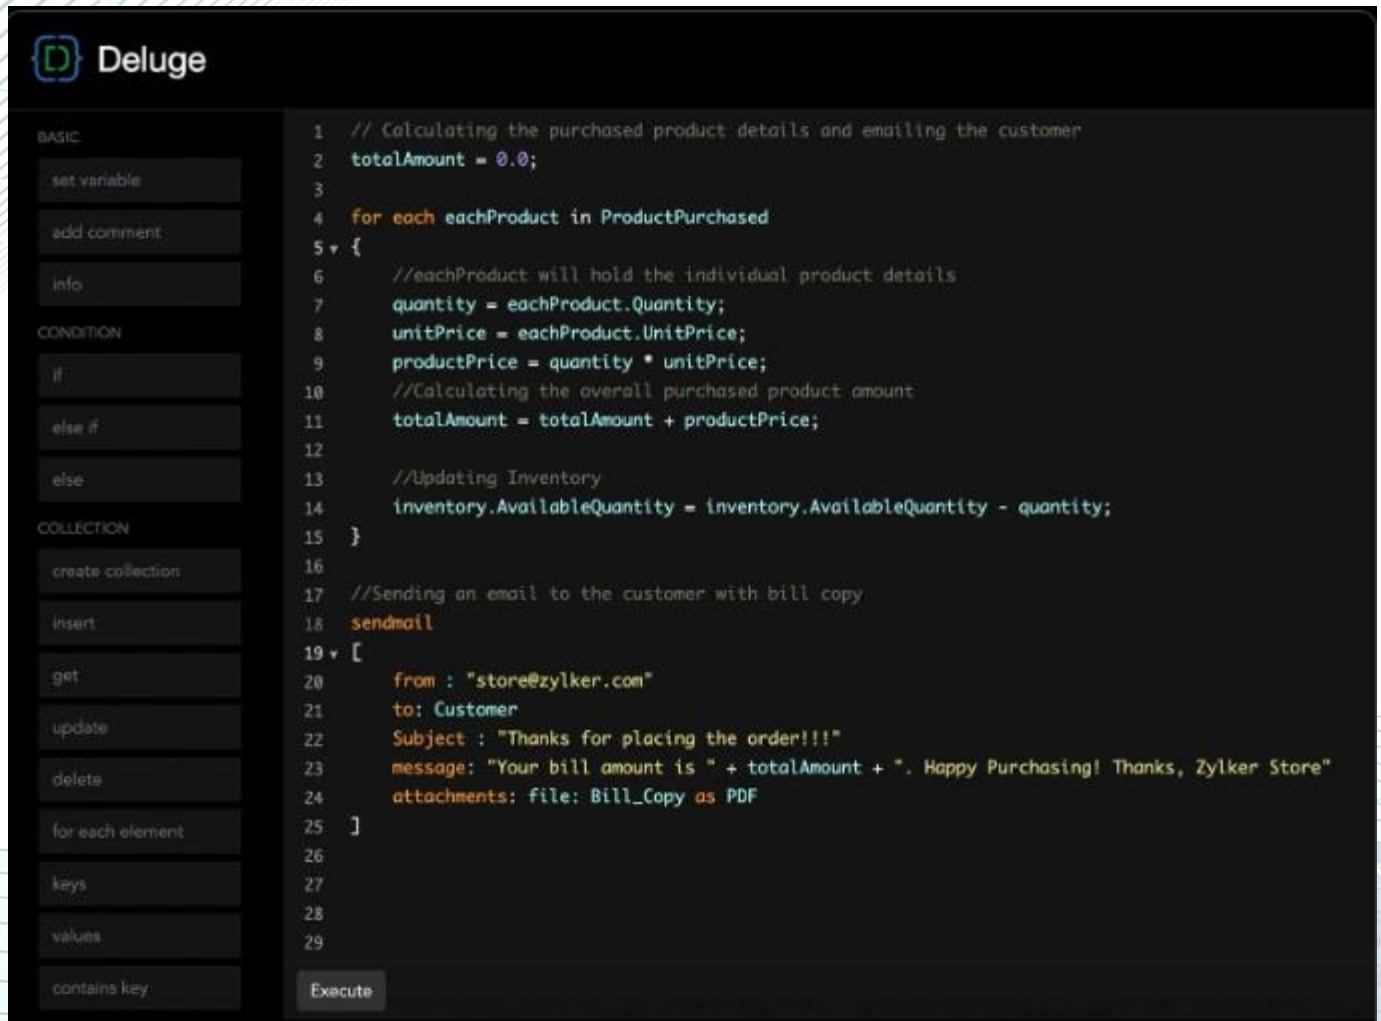 Deluge
BASIC
set variable
add comment
info
CONDITION
if
else if
else
COLLECTION
create collection
insert
get
update
delete
for each element
keys
values
contains key
1 // Calculating the purchased product details and emailing the customer
2 totalAmount = 0.0;
3
4 for each eachProduct in ProductPurchased
5 {
6 //eachProduct will hold the individual product details
7 quantity = eachProduct.Quantity;
8 unitPrice = eachProduct.UnitPrice;
9 productPrice = quantity * unitPrice;
10 //Calculating the overall purchased product amount
11 totalAmount = totalAmount + productPrice;
12
13 //Updating Inventory
14 inventory.AvailableQuantity = inventory.AvailableQuantity - quantity;
15 }
16
17 //Sending an email to the customer with bill copy
18 sendmail
19 [
20 from : "store@zylker.com"
21 to: Customer
22 Subject : "Thanks for placing the order!!!"
23 message: "Your bill amount is " + totalAmount + ". Happy Purchasing! Thanks, Zylker Store"
24 attachments: file: Bill_Copy as PDF
25 ]
26
27
28
29
Execute